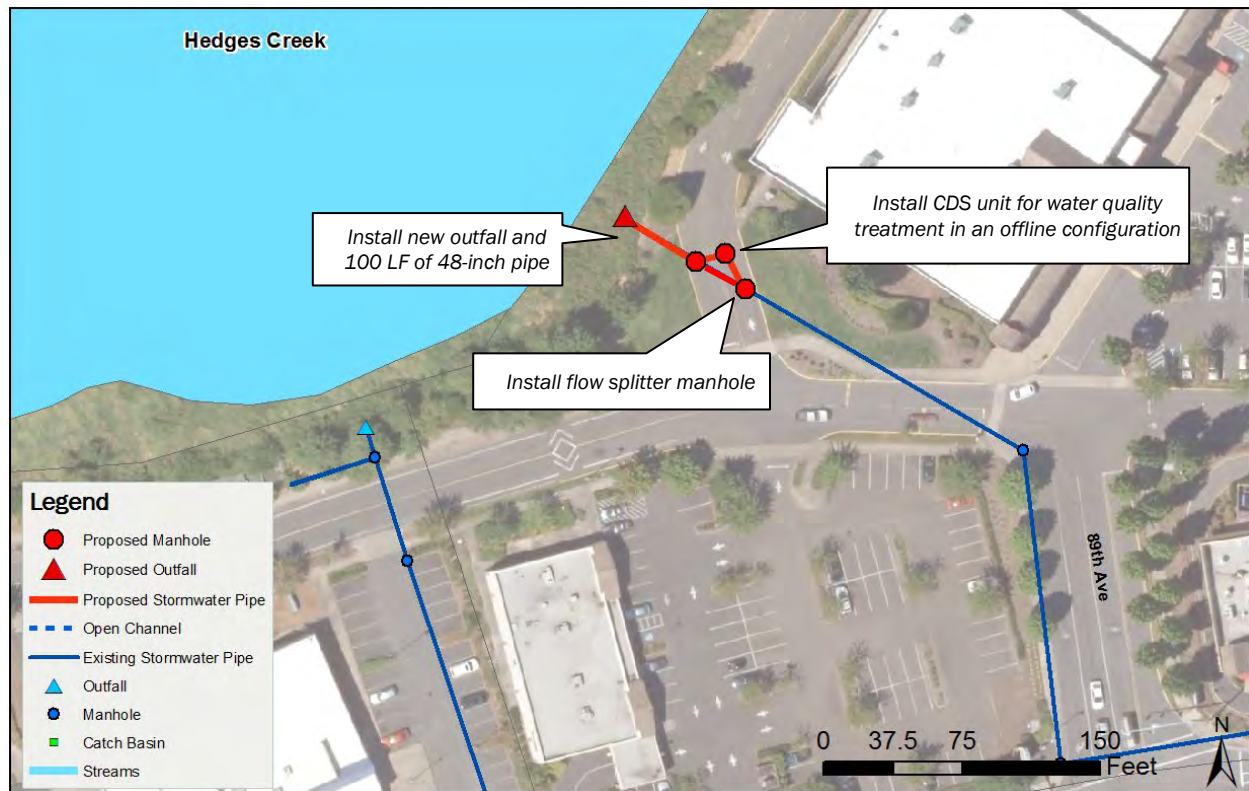 Hedges Creek
Install new outfall and
100 LF of 48-inch pipe
Install CDS unit for water quality
treatment in an offline configuration
Install flow splitter manhole
89th Ave
Legend
Proposed Manhole
Proposed Outfall
Proposed Stormwater Pipe
Open Channel
Existing Stormwater Pipe
Outfall
Manhole
Catch Basin
Streams
0 37.5 75 150
Feet
N